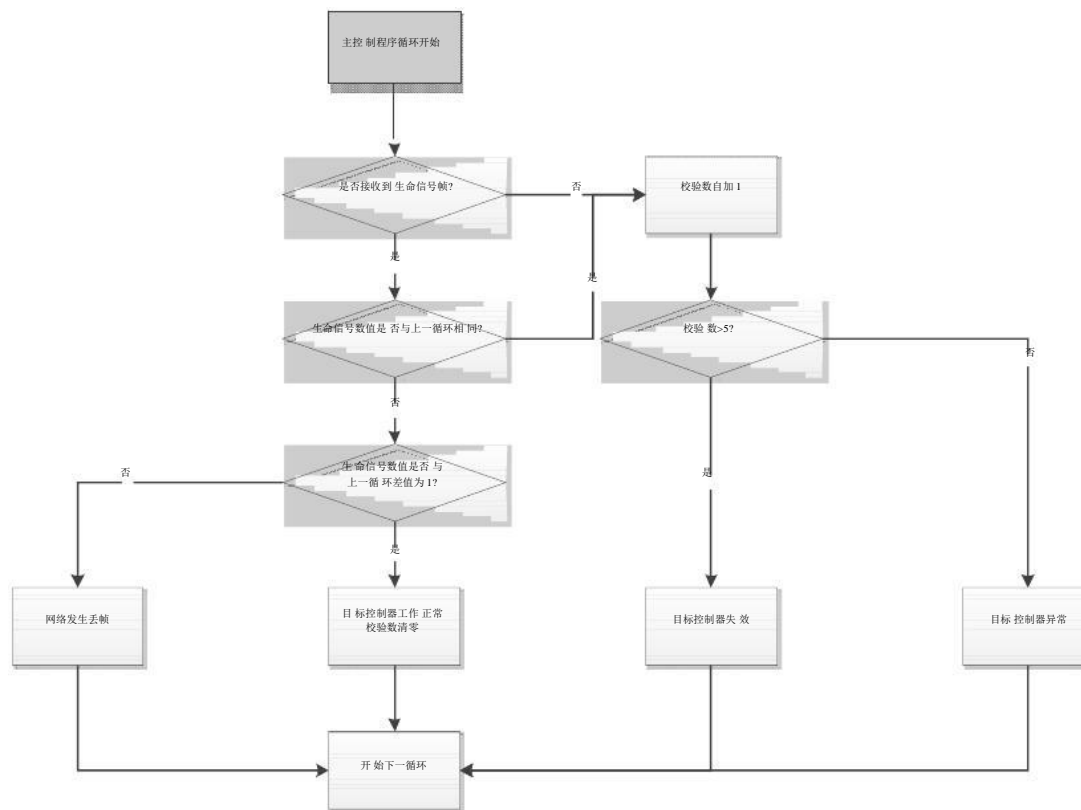 主控制程序循环开始
是否接收到生命信号帧?
否
校验数自加 1
是
是
生命信号数值是否与上一循环相同?
校验数>5?
否
否
生命信号数值是否与
上一循环差值为 1?
否
是
是
网络发生丢帧
目标控制器工作正常
校验数清零
目标控制器失效
目标控制器异常
开始下一循环